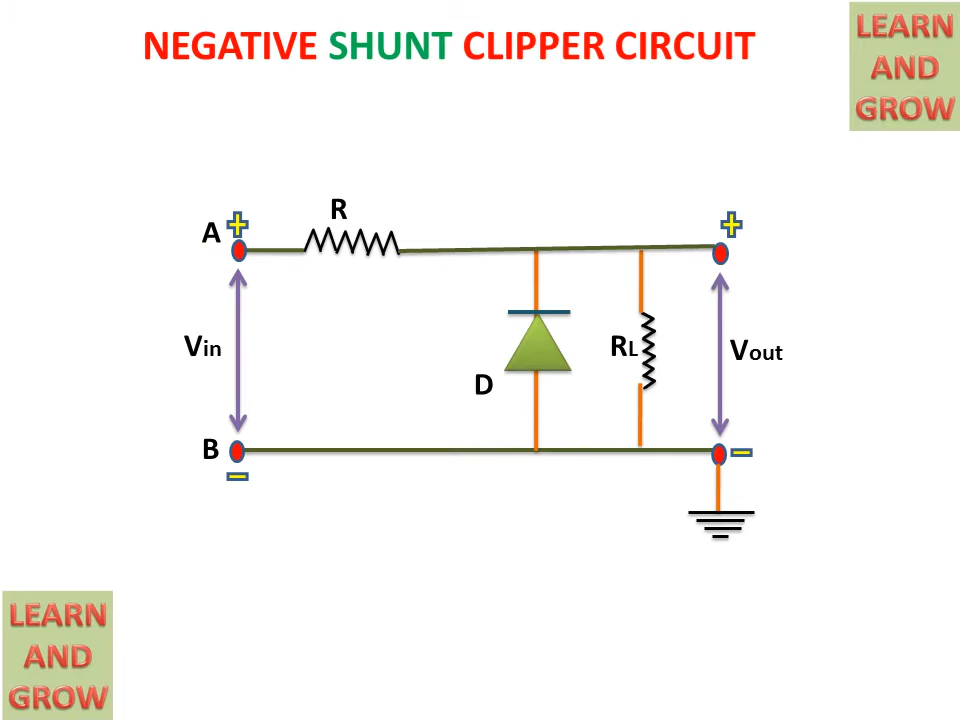 NEGATIVE SHUNT CLIPPER CIRCUIT
LEARN
AND
GROW
R
A
+
+
Vin
RL
Vout
D
B
−
−
LEARN
AND
GROW